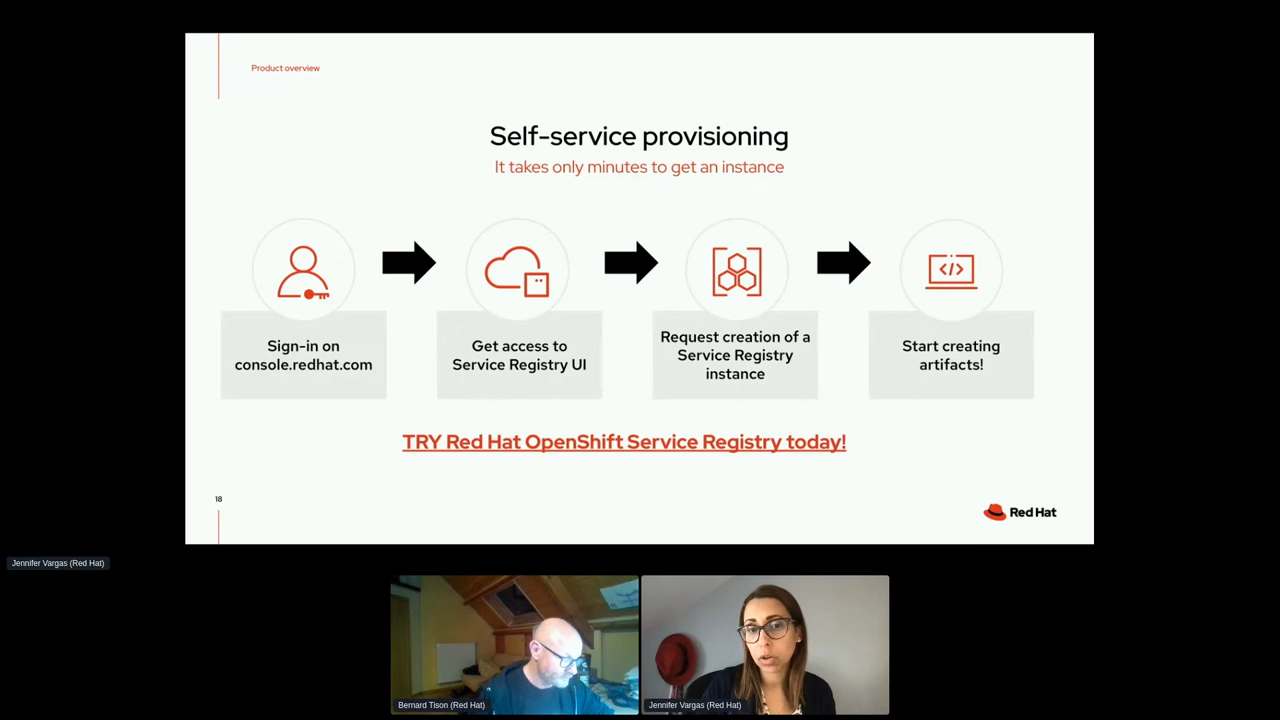 Product overview
Self-service provisioning
It takes only minutes to get an instance
Sign-in on
console.redhat.com
Get access to
Service Registry UI
Request creation of a
Service Registry
instance
Start creating
artifacts!
TRY Red Hat OpenShift Service Registry today!
18
Red Hat
Jennifer Vargas (Red Hat)
Bernard Tison (Red Hat)
Jennifer Vargas (Red Hat)